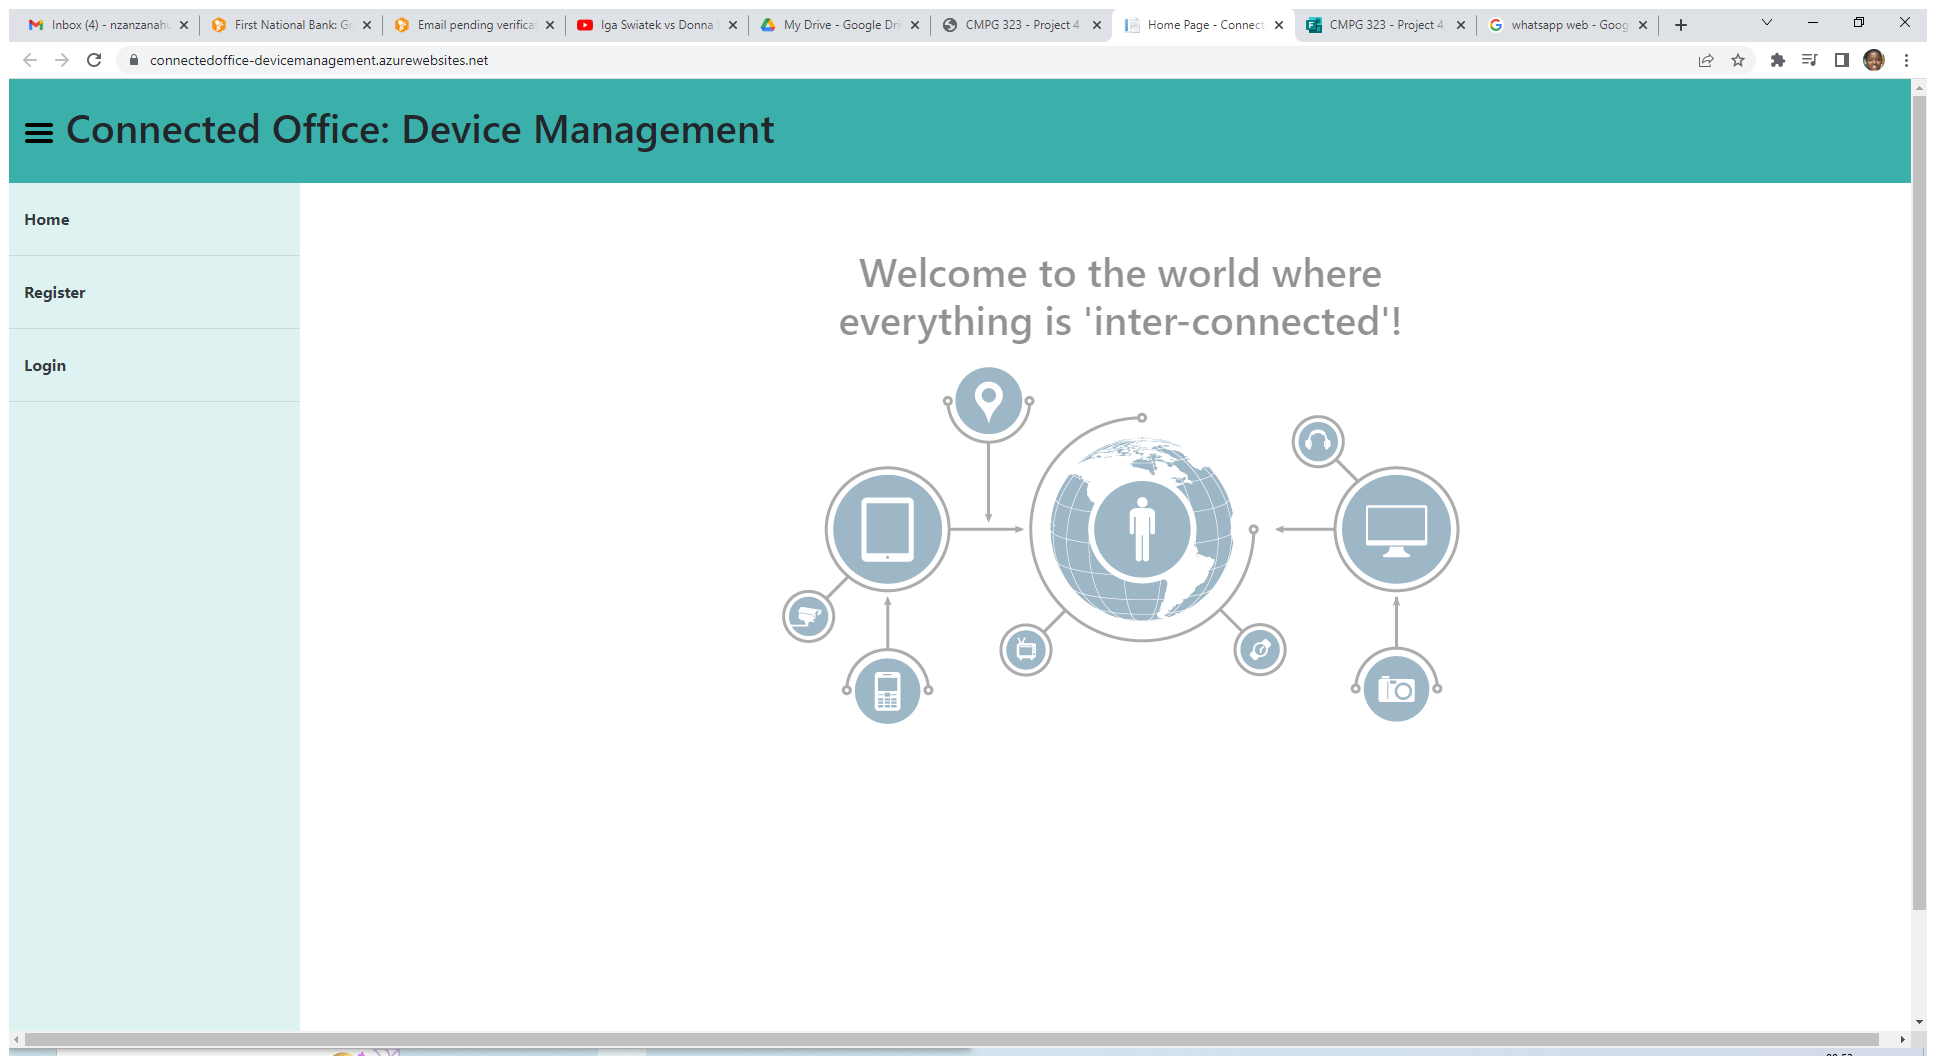 Inbox (4) - nzanzanah
First National Bank: Gr
Email pending verificat
Iga Swiatek vs Donna V
My Drive - Google Dri
CMPG 323 - Project 4
Home Page - Connect
CMPG 323 - Project 4
whatsapp web - Goog
connectedoffice-devicemanagement.azurewebsites.net
Connected Office: Device Management
Home
Register
Login
Welcome to the world where
everything is 'inter-connected'!